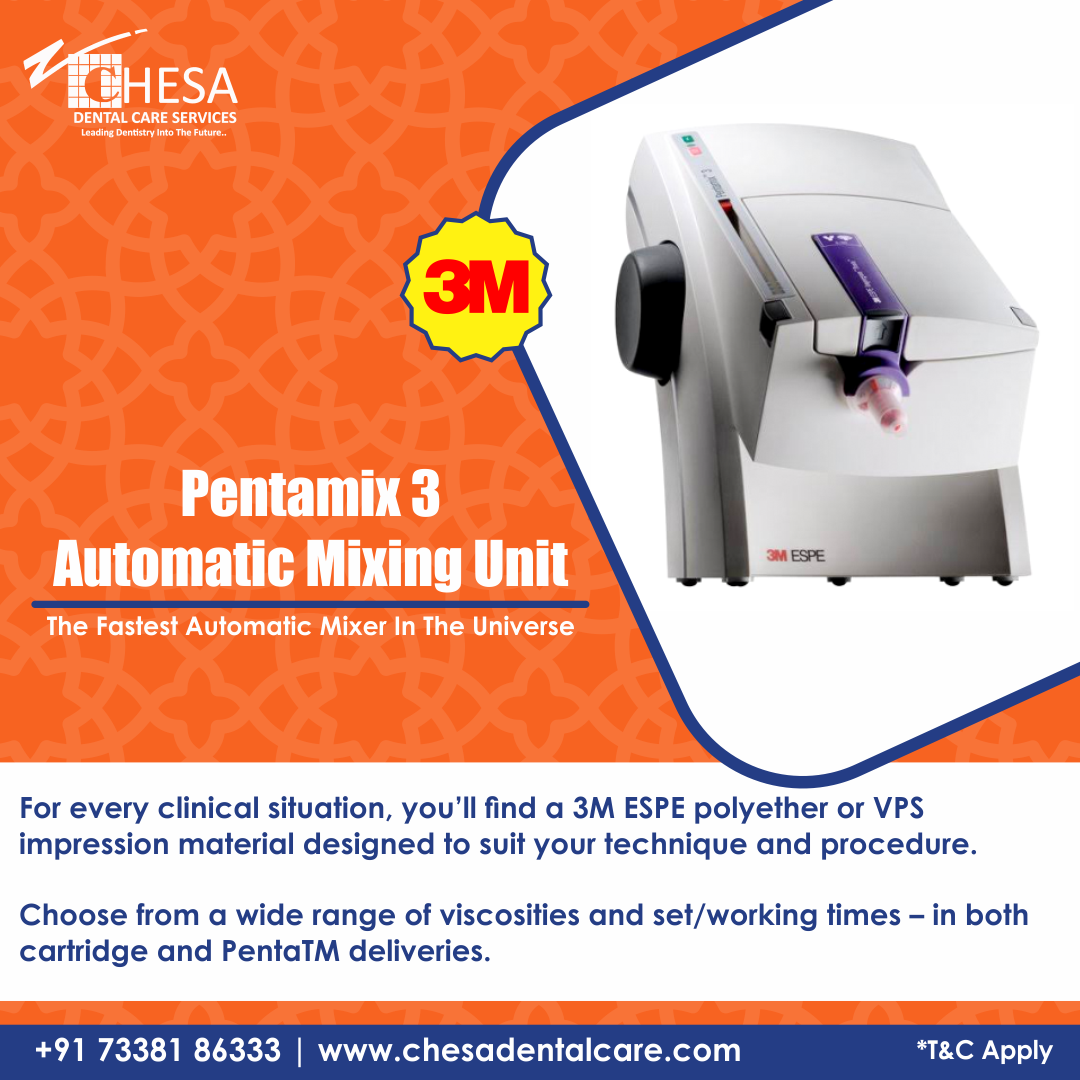 CHESA
DENTAL CARE SERVICES
Leading Dentistry Into The Future..
3M
Pentamix 3
3M ESPE
Pentamix 3
Automatic Mixing Unit
The Fastest Automatic Mixer In The Universe
For every clinical situation, you’ll find a 3M ESPE polyether or VPS
impression material designed to suit your technique and procedure.
Choose from a wide range of viscosities and set/working times – in both
cartridge and PentaTM deliveries.
+91 73381 86333 | www.chesadentalcare.com
*T&C Apply